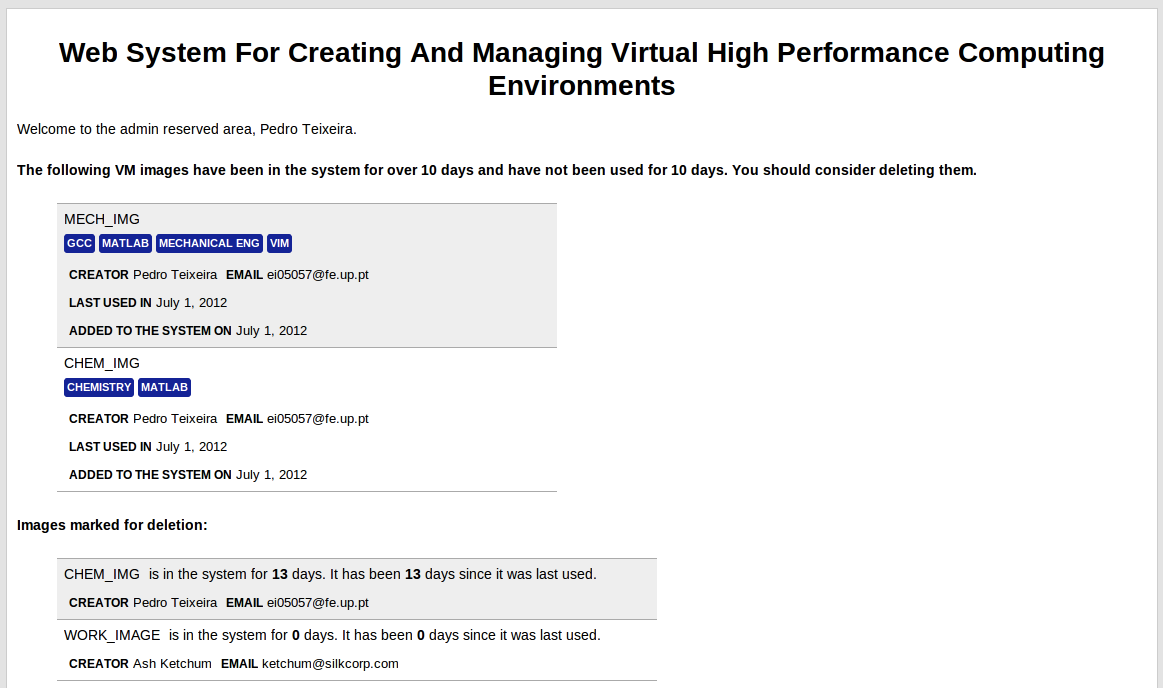 Web System For Creating And Managing Virtual High Performance Computing
Environments
Welcome to the admin reserved area, Pedro Teixeira.
The following VM images have been in the system for over 10 days and have not been used for 10 days. You should consider deleting them.
MECH_IMG
GCC MATLAB MECHANICAL ENG VIM
CREATOR Pedro Teixeira EMAIL ei05057@fe.up.pt
LAST USED IN July 1, 2012
ADDED TO THE SYSTEM ON July 1, 2012
CHEM_IMG
CHEMISTRY MATLAB
CREATOR Pedro Teixeira EMAIL ei05057@fe.up.pt
LAST USED IN July 1, 2012
ADDED TO THE SYSTEM ON July 1, 2012
Images marked for deletion:
CHEM_IMG is in the system for 13 days. It has been 13 days since it was last used.
CREATOR Pedro Teixeira EMAIL ei05057@fe.up.pt
WORK_IMAGE is in the system for 0 days. It has been 0 days since it was last used.
CREATOR Ash Ketchum EMAIL ketchum@silkcorp.com